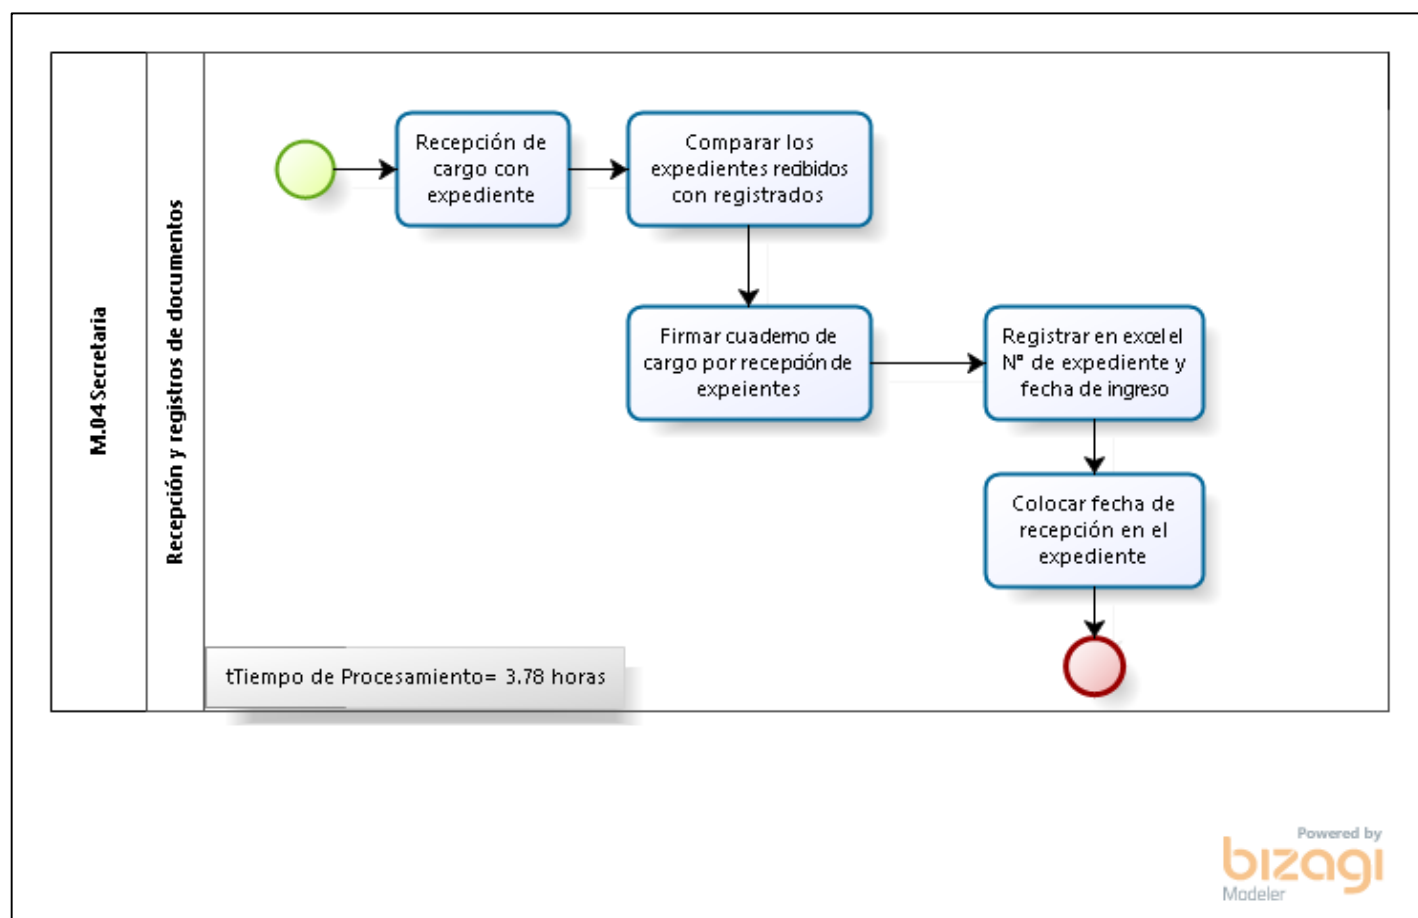 M.04 Secretaria
Recepción y registros de documentos
Recepción de
cargo con
expediente
Comparar los
expedientes recibidos
con registrados
Firmar cuaderno de
cargo por recepción de
expeientes
Registrar en excel el
N° de expediente y
fecha de ingreso
Colocar fecha de
recepción en el
expediente
tTiempo de Procesamiento= 3.78 horas
Powered by
bizagi
Modeler